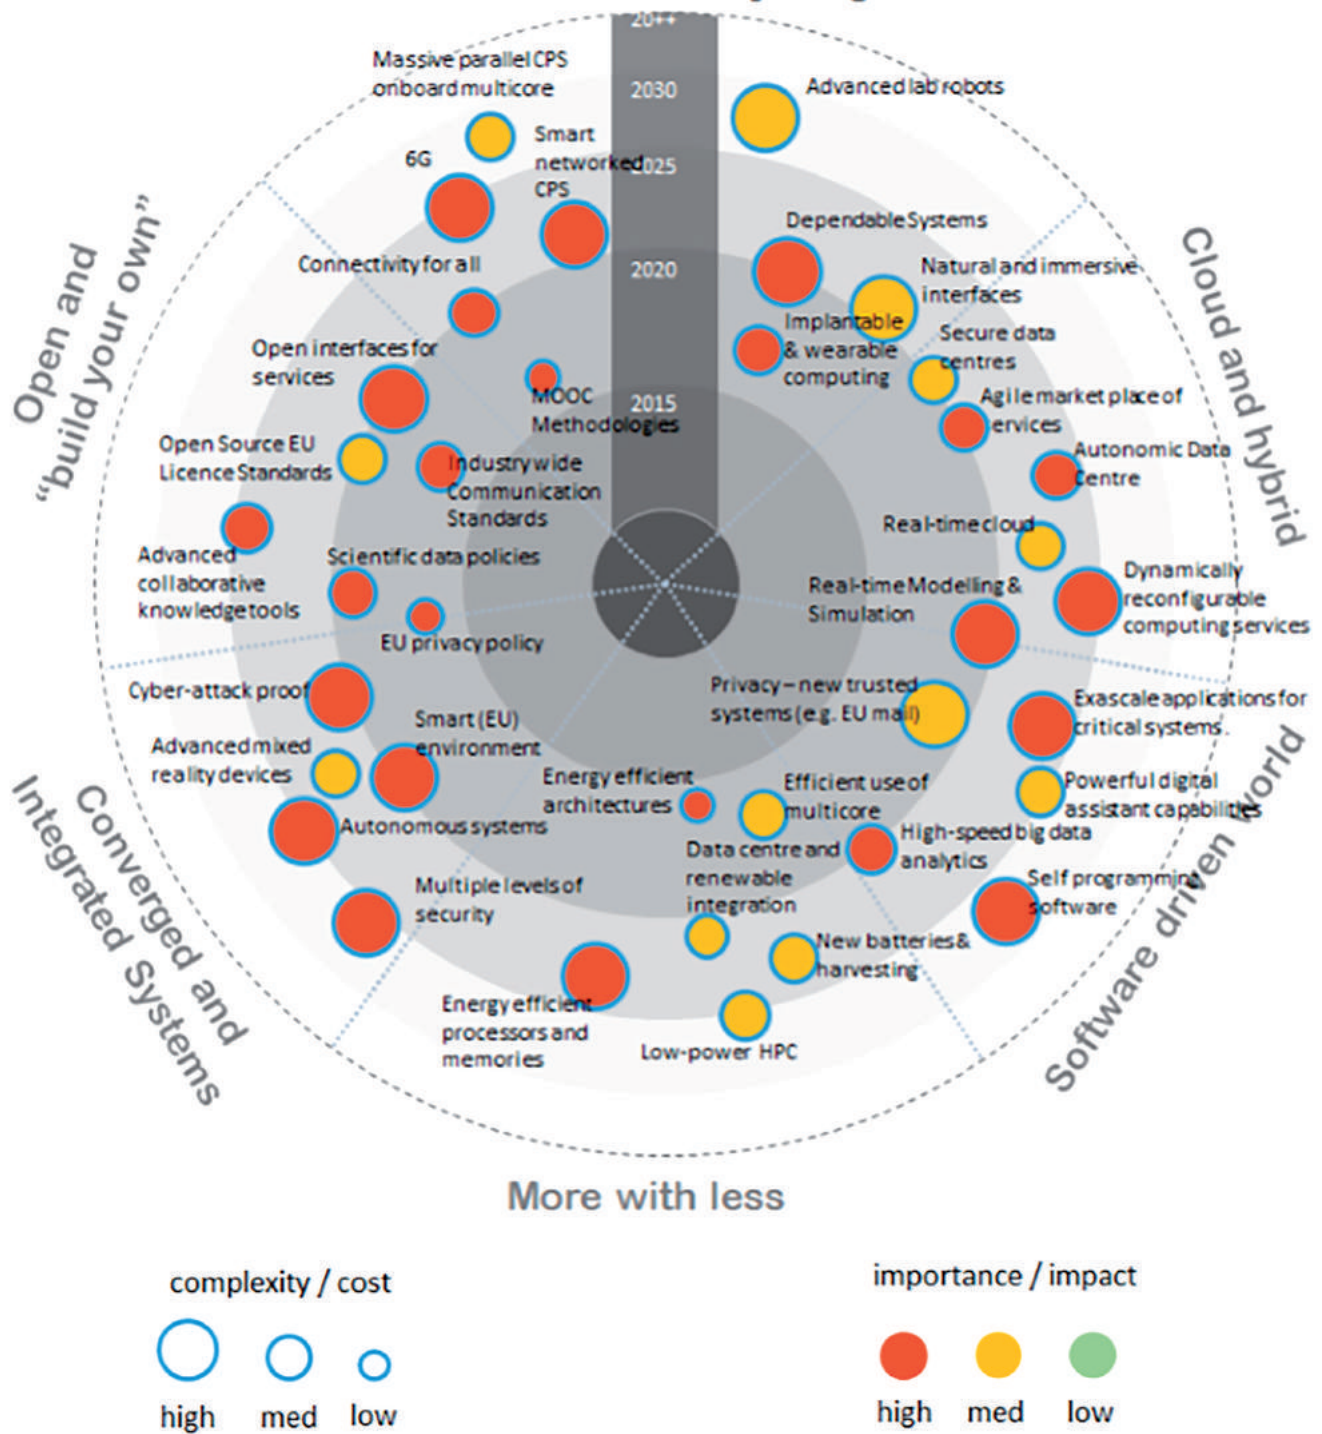 20++
2030
2025
2020
2015
Massive parallel CPS
onboard multicore
Smart
networked
CPS
6G
Connectivity for all
Open interfaces for
services
MOOC
Methodologies
Open Source EU
Licence Standards
Industry wide
Communication
Standards
Advanced
collaborative
knowledge tools
Scientific data policies
EU privacy policy
Open and
“build your own”
Advanced lab robots
Dependable Systems
Natural and immersive
interfaces
Implantable
& wearable
computing
Secure data
centres
Agile market place of
services
Autonomic Data
Centre
Real-time cloud
Real-time Modelling &
Simulation
Dynamically
reconfigurable
computing services
Cloud and hybrid
Privacy – new trusted
systems (e.g. EU mail)
Exascale applications for
critical systems.
Powerful digital
assistant capabilities
High-speed big data
analytics
Self programming
software
Software driven world
Cyber-attack proof
Smart (EU)
environment
Advanced mixed
reality devices
Autonomous systems
Multiple levels of
security
Converged and
Integrated Systems
Energy efficient
architectures
Efficient use of
multicore
Data centre and
renewable
integration
New batteries &
harvesting
Energy efficient
processors and
memories
Low-power HPC
More with less
complexity / cost
high med low
importance / impact
high med low